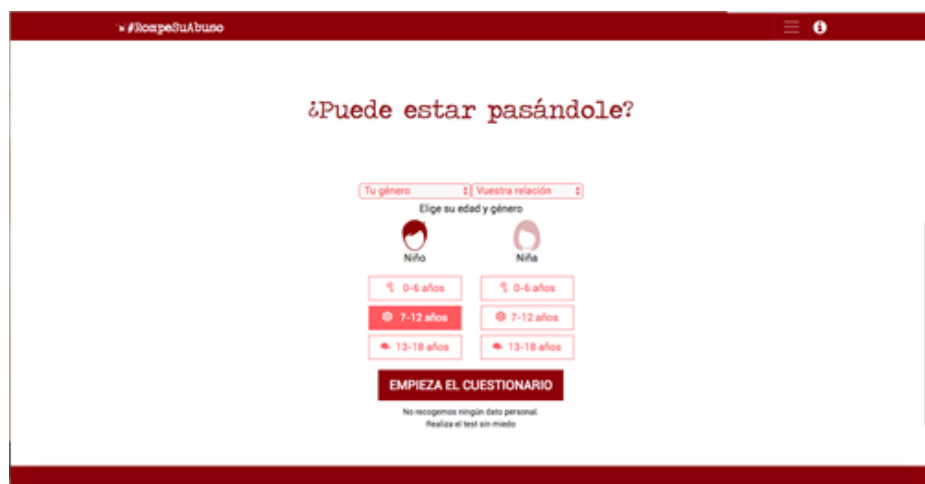 #RompeSuAbuso
¿Puede estar pasándole?
Tu género Vuestra relación
Elige su edad y género
Niño Niña
0-6 años 0-6 años
7-12 años 7-12 años
13-18 años 13-18 años
EMPIEZA EL CUESTIONARIO
No recogemos ningún dato personal.
Realiza el test sin miedo